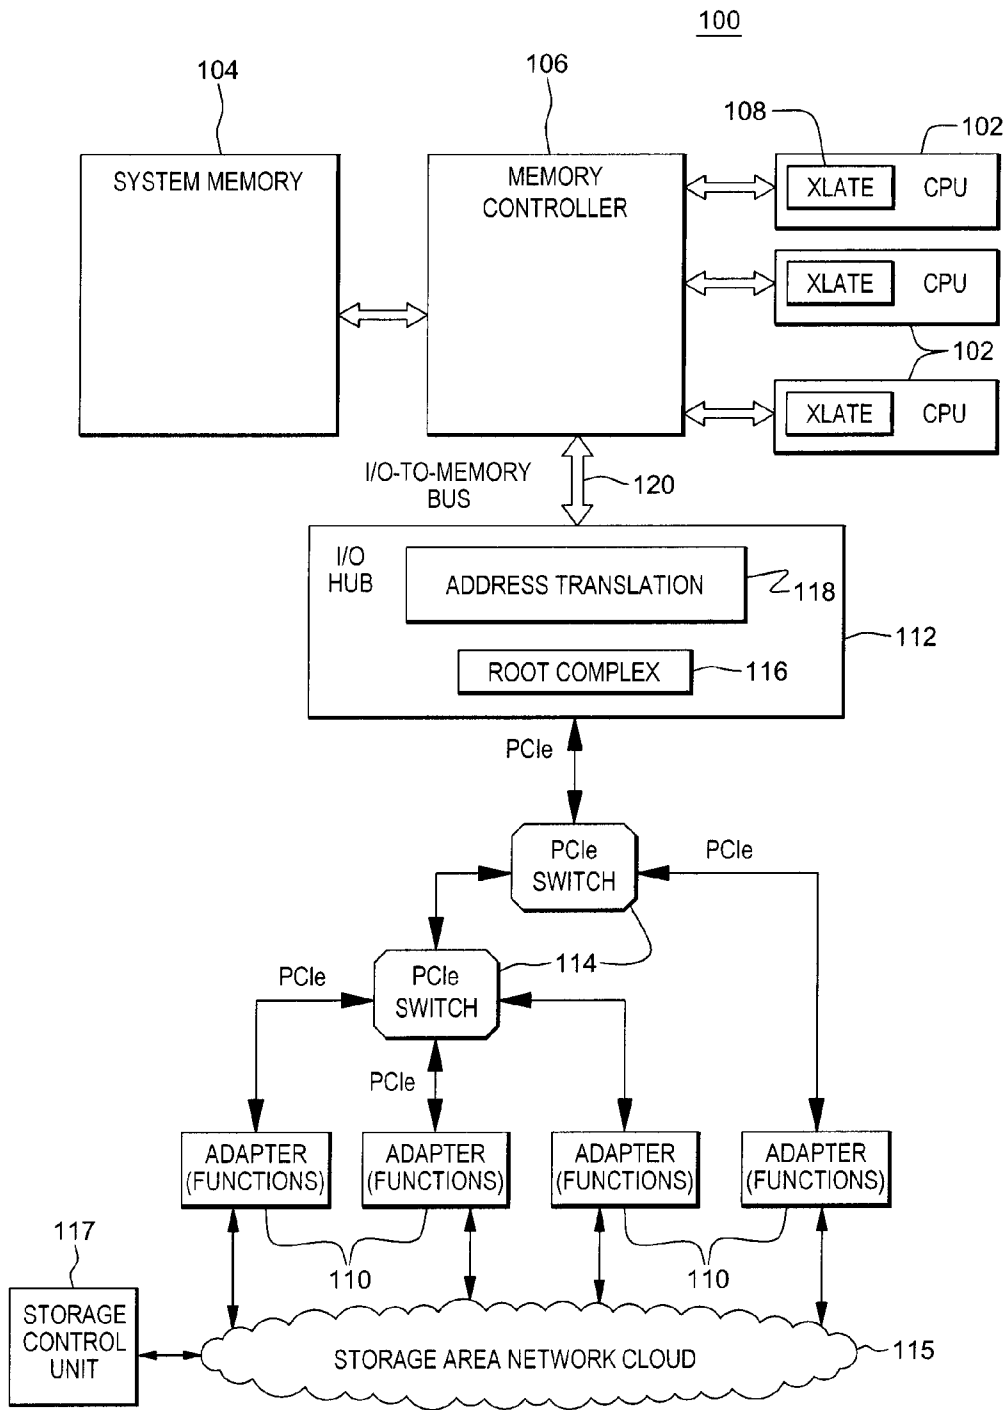 100
104
106
108
102
SYSTEM MEMORY
MEMORY
CONTROLLER
XLATE
CPU
XLATE
CPU
102
XLATE
CPU
I/O-TO-MEMORY
BUS
120
I/O
HUB
ADDRESS TRANSLATION
118
112
ROOT COMPLEX
116
PCIe
PCIe
SWITCH
PCIe
114
PCIe
PCIe
SWITCH
PCIe
ADAPTER
(FUNCTIONS)
ADAPTER
(FUNCTIONS)
ADAPTER
(FUNCTIONS)
ADAPTER
(FUNCTIONS)
117
110
110
STORAGE
CONTROL
UNIT
STORAGE AREA NETWORK CLOUD
115